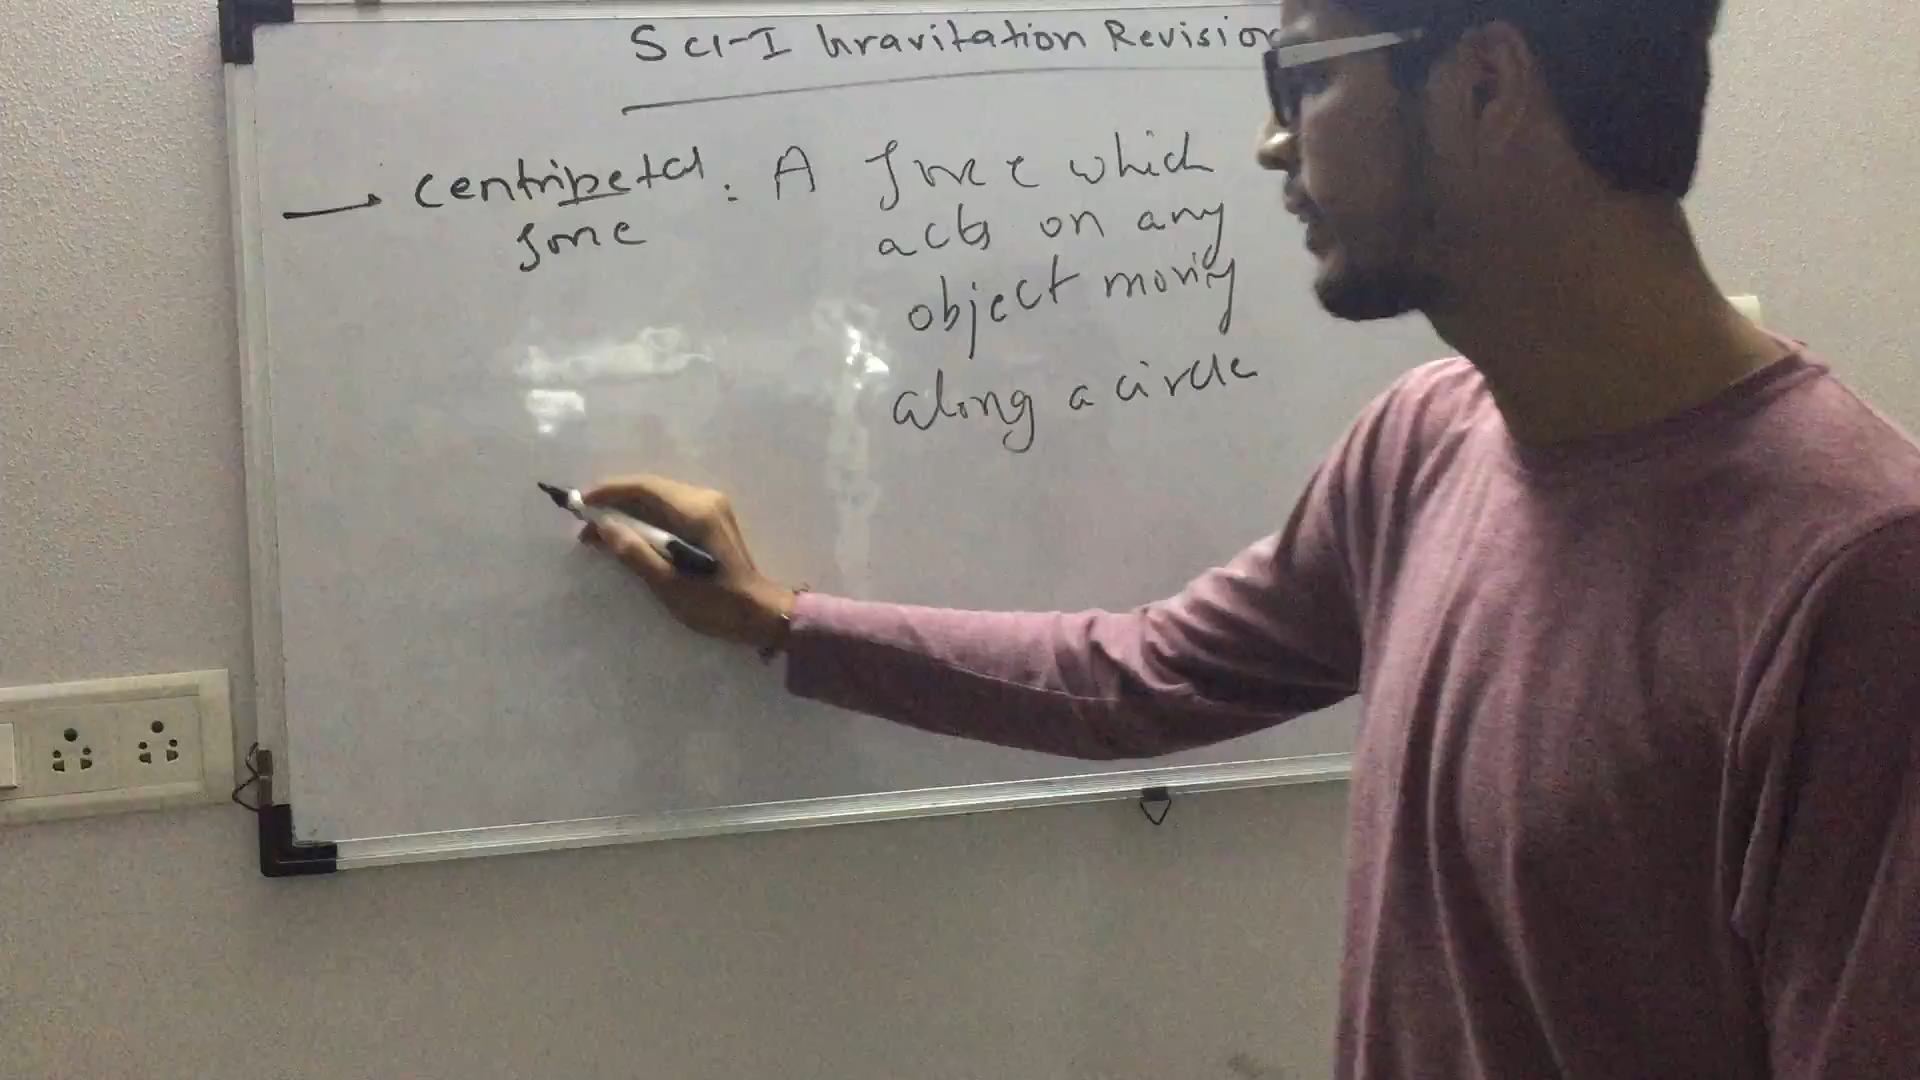 Sci-I Gravitation Revision
→ Centripetal : A force which
force
acts on any
object moving
along a circle